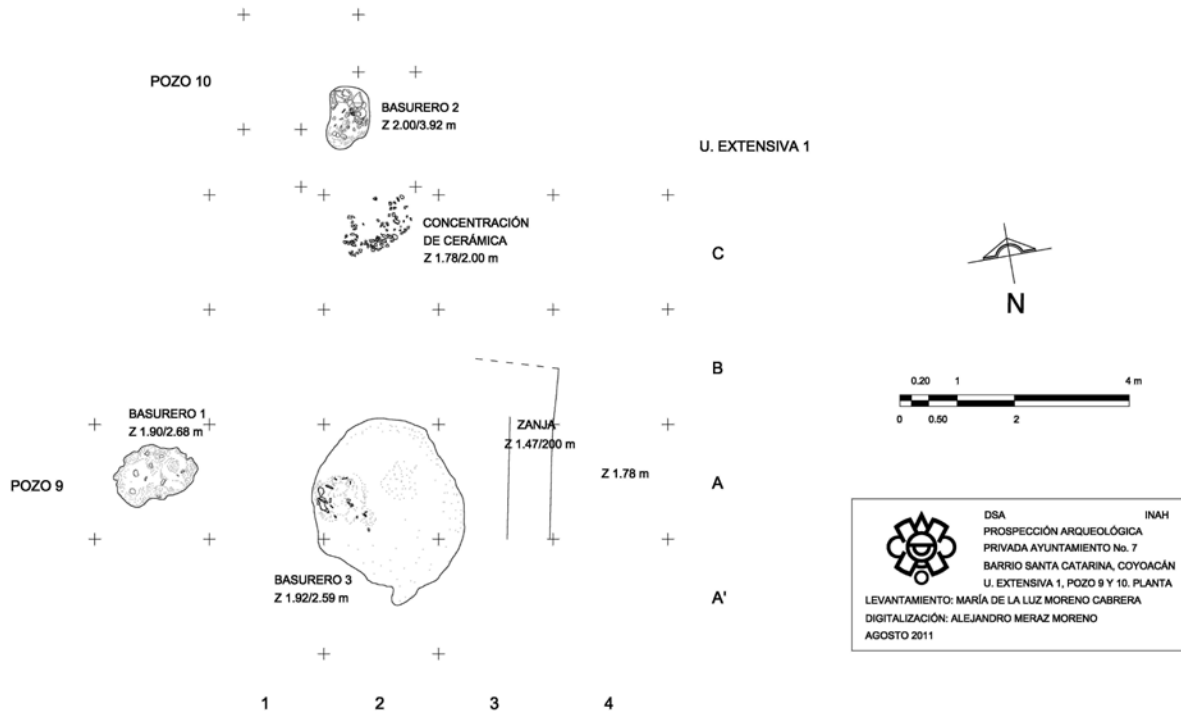 POZO 10
BASURERO 2
Z 2.00/3.92 m
U. EXTENSIVA 1
CONCENTRACIÓN
DE CERÁMICA
Z 1.78/2.00 m
C
N
B
0.20 1 4 m
0 0.50 2
BASURERO 1
Z 1.90/2.68 m
ZANJA
Z 1.47/200 m
Z 1.78 m
POZO 9
A
BASURERO 3
Z 1.92/2.59 m
A'
DSA INAH
PROSPECCIÓN ARQUEOLÓGICA
PRIVADA AYUNTAMIENTO No. 7
BARRIO SANTA CATARINA, COYOACÁN
U. EXTENSIVA 1, POZO 9 Y 10. PLANTA
LEVANTAMIENTO: MARÍA DE LA LUZ MORENO CABRERA
DIGITALIZACIÓN: ALEJANDRO MERAZ MORENO
AGOSTO 2011
1 2 3 4